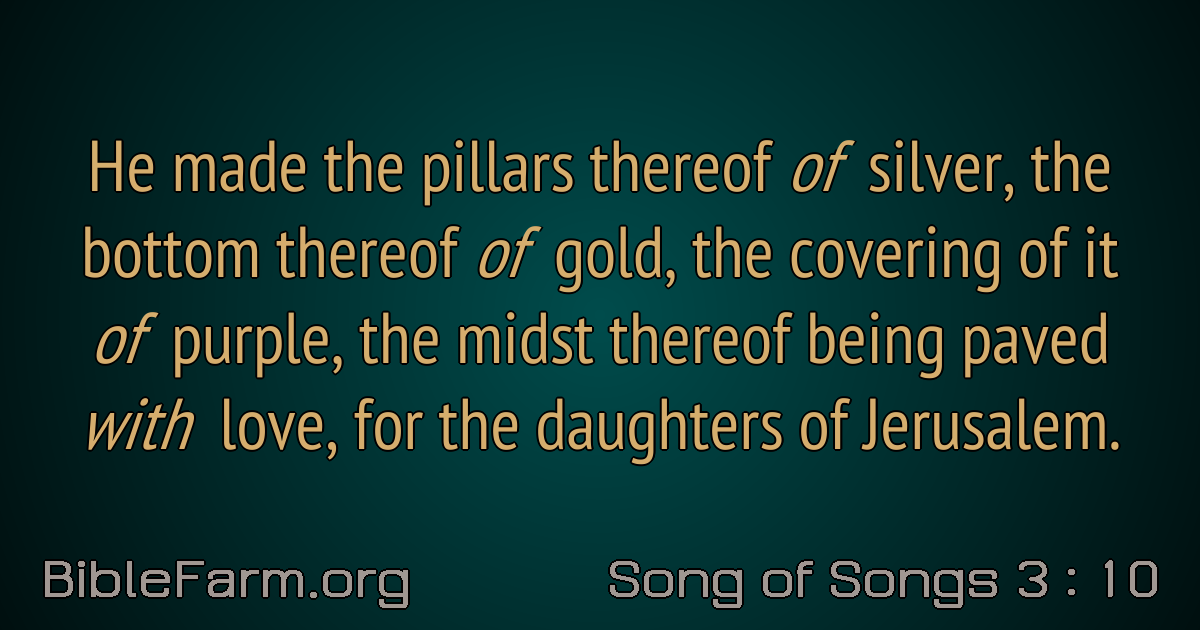 He made the pillars thereof of silver, the
bottom thereof of gold, the covering of it
of purple, the midst thereof being paved
with love, for the daughters of Jerusalem.
BibleFarm.org
Song of Songs 3 : 10